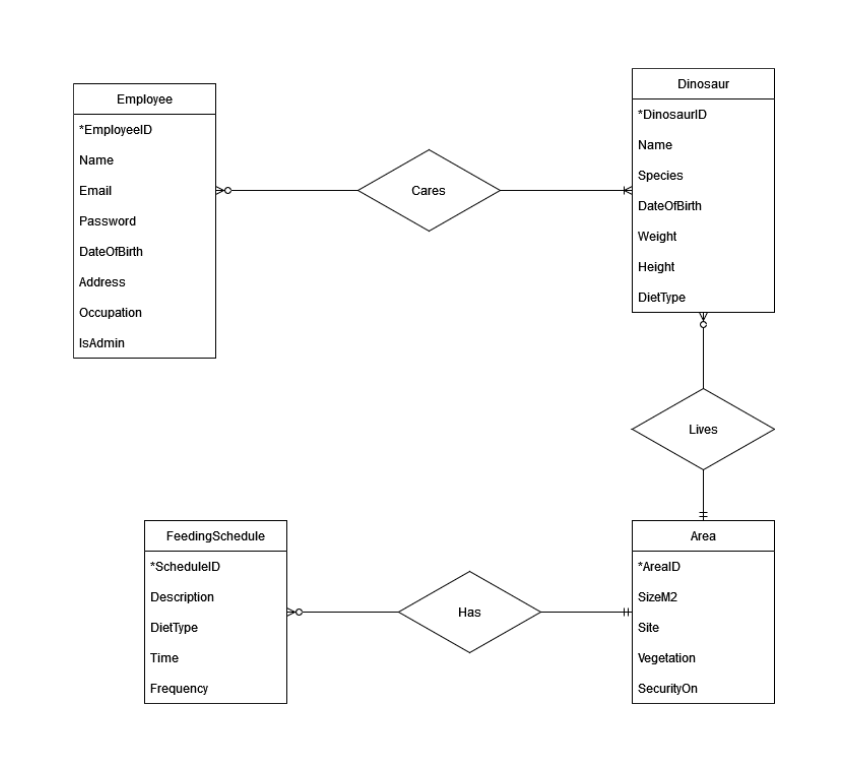 Employee
*EmployeeID
Name
Email
Password
DateOfBirth
Address
Occupation
IsAdmin
Cares
Dinosaur
*DinosaurID
Name
Species
DateOfBirth
Weight
Height
DietType
Lives
FeedingSchedule
*ScheduleID
Description
DietType
Time
Frequency
Has
Area
*AreaID
SizeM2
Site
Vegetation
SecurityOn